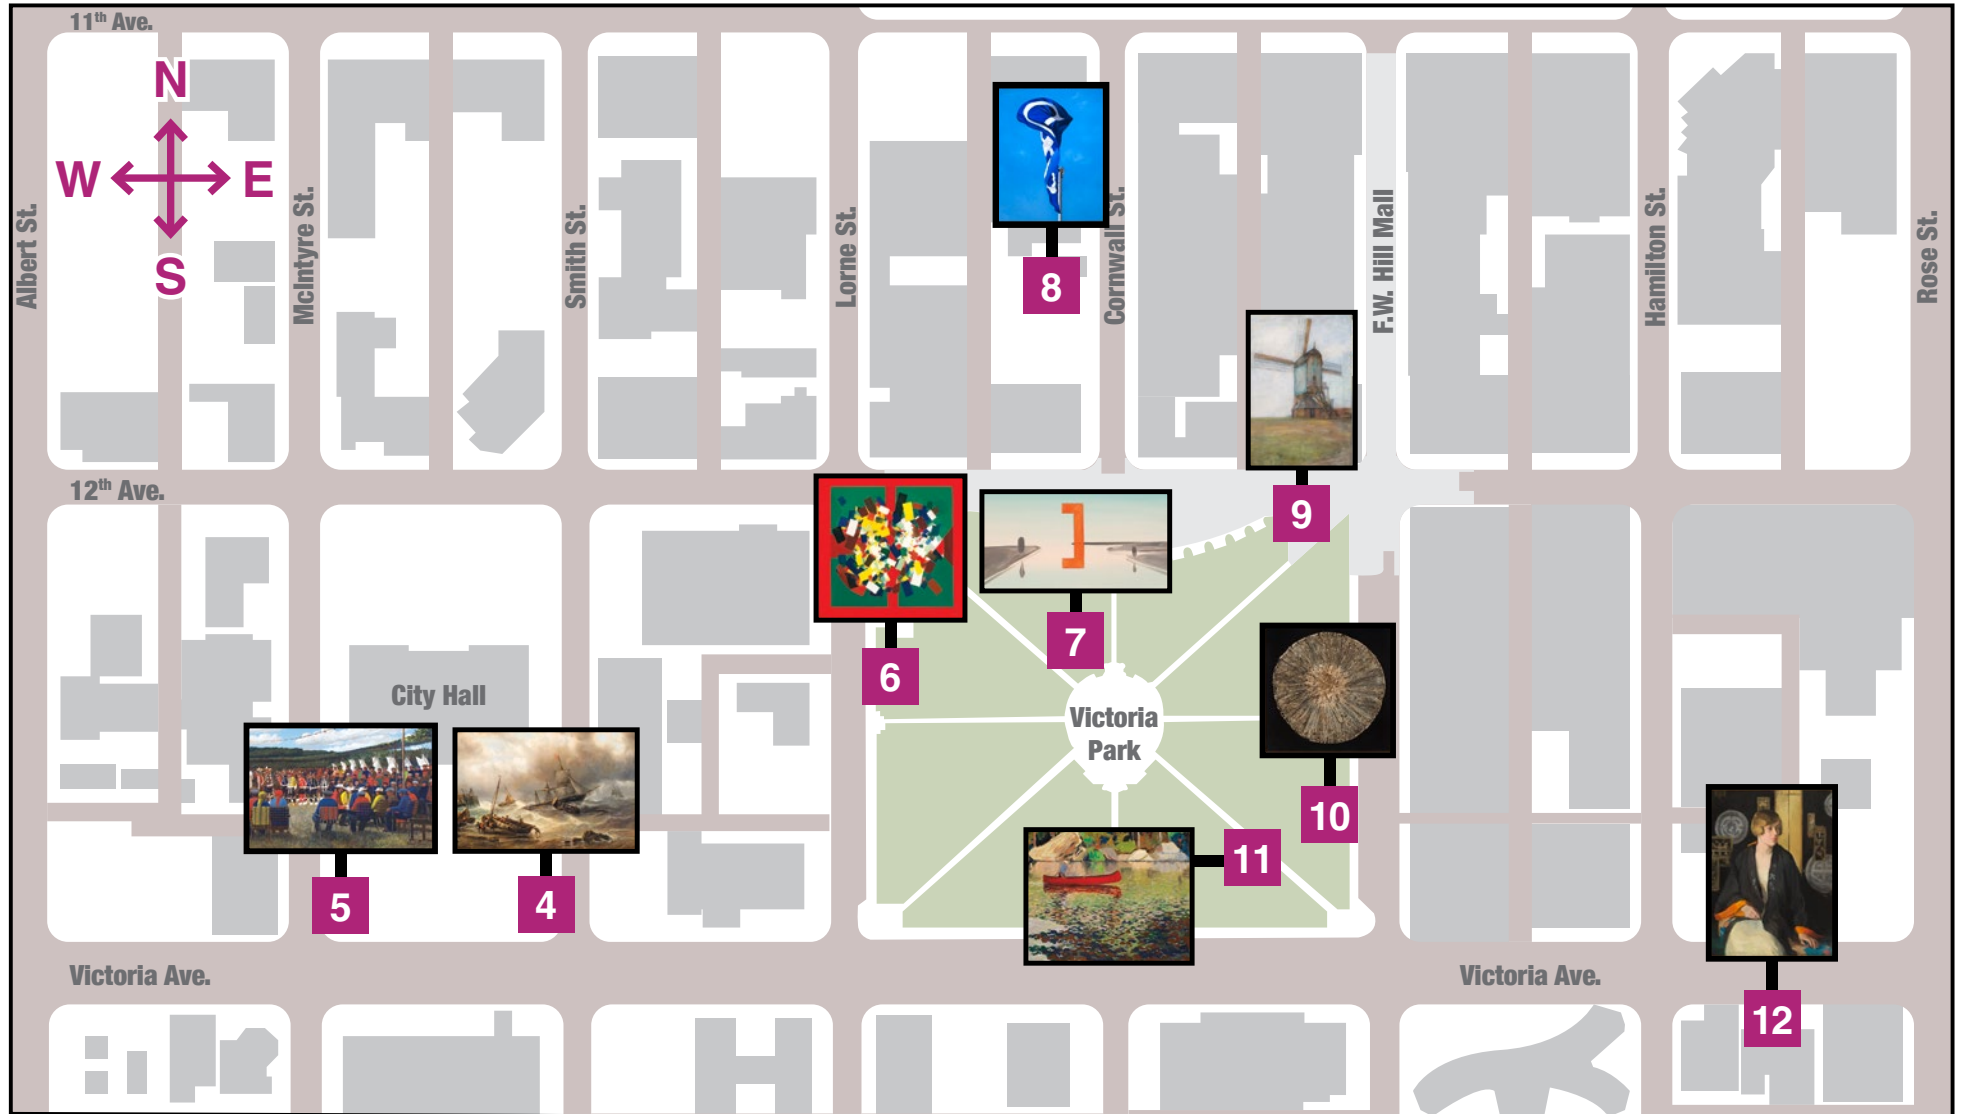 11th Ave.
N
W
E
S
Albert St.
McIntyre St.
Smith St.
Lorne St.
Cornwall St.
F.W. Hill Mall
Hamilton St.
Rose St.
8
9
12th Ave.
6
7
City Hall
Victoria
Park
10
11
5
4
Victoria Ave.
Victoria Ave.
12